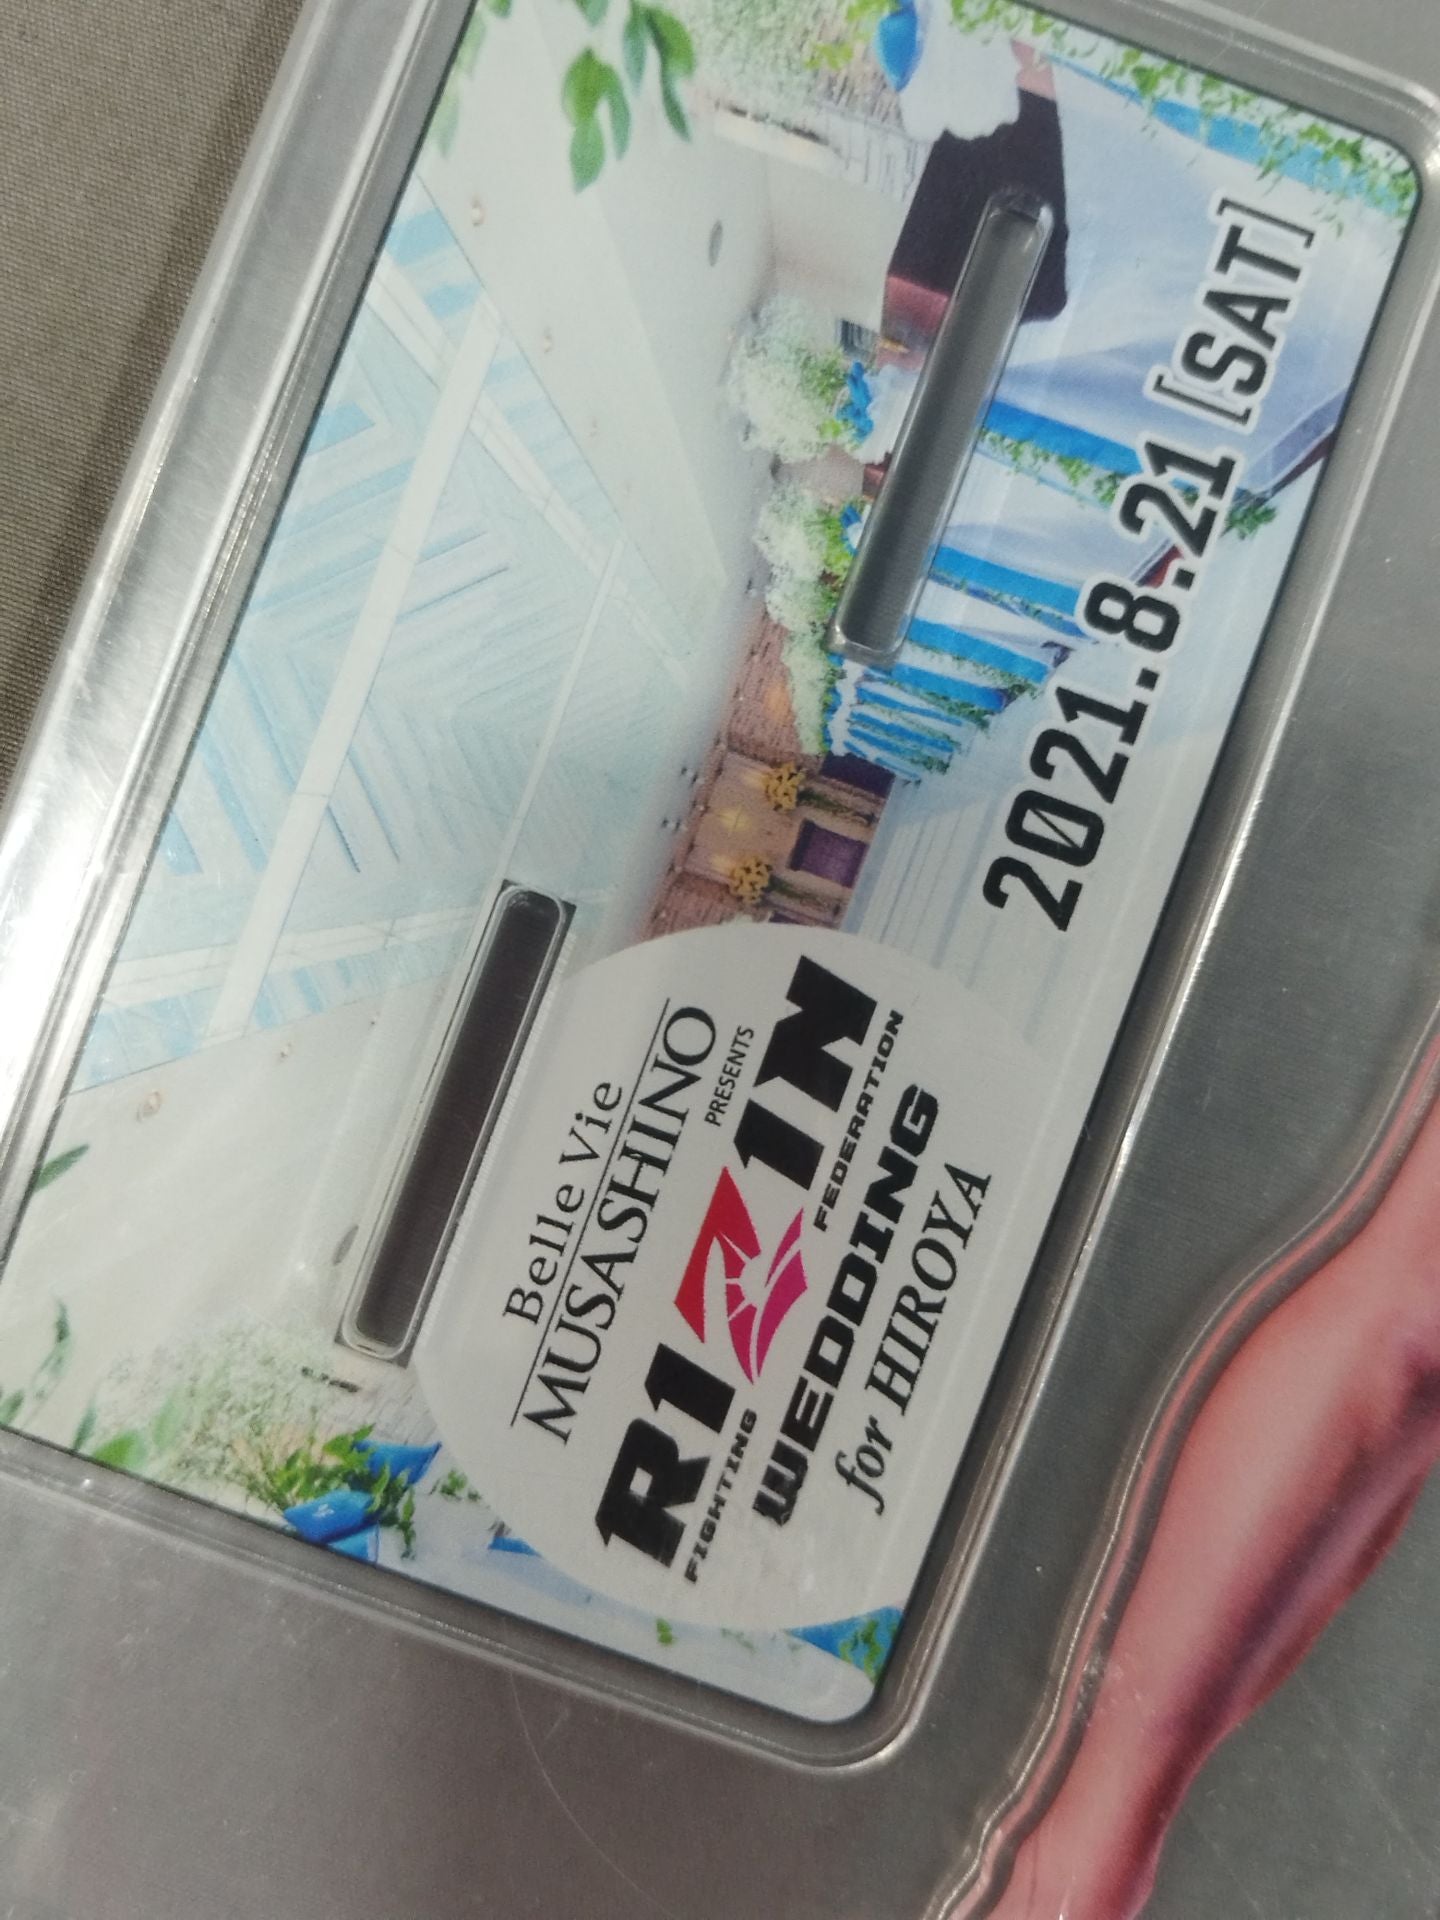 Belle Vie
MUSASHINO
PRESENTS
RIZIN
FIGHTING FEDERATION
WEDDING
for HIROYA
2021.8.21 [SAT]